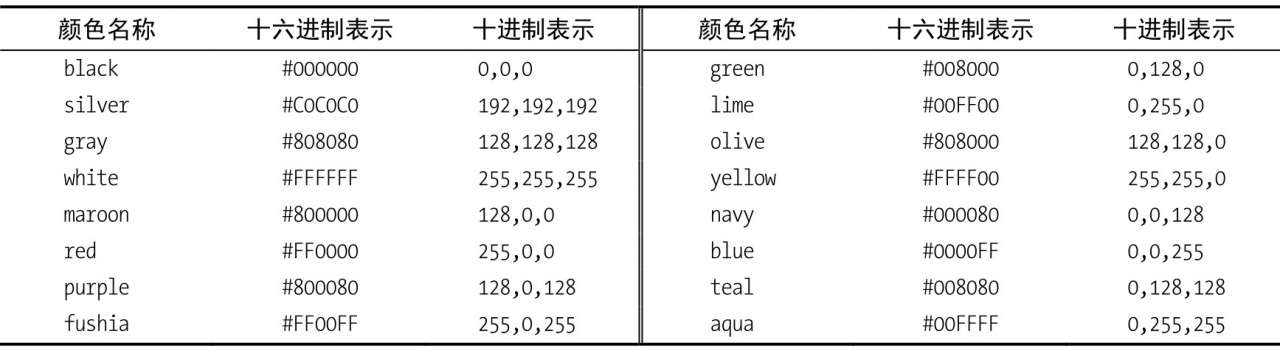 颜色名称 十六进制表示 十进制表示 颜色名称 十六进制表示 十进制表示
black #000000 0,0,0 green #008000 0,128,0
silver #C0C0C0 192,192,192 lime #00FF00 0,255,0
gray #808080 128,128,128 olive #808000 128,128,0
white #FFFFFF 255,255,255 yellow #FFFF00 255,255,0
maroon #800000 128,0,0 navy #000080 0,0,128
red #FF0000 255,0,0 blue #0000FF 0,0,255
purple #800080 128,0,128 teal #008080 0,128,128
fushia #FF00FF 255,0,255 aqua #00FFFF 0,255,255